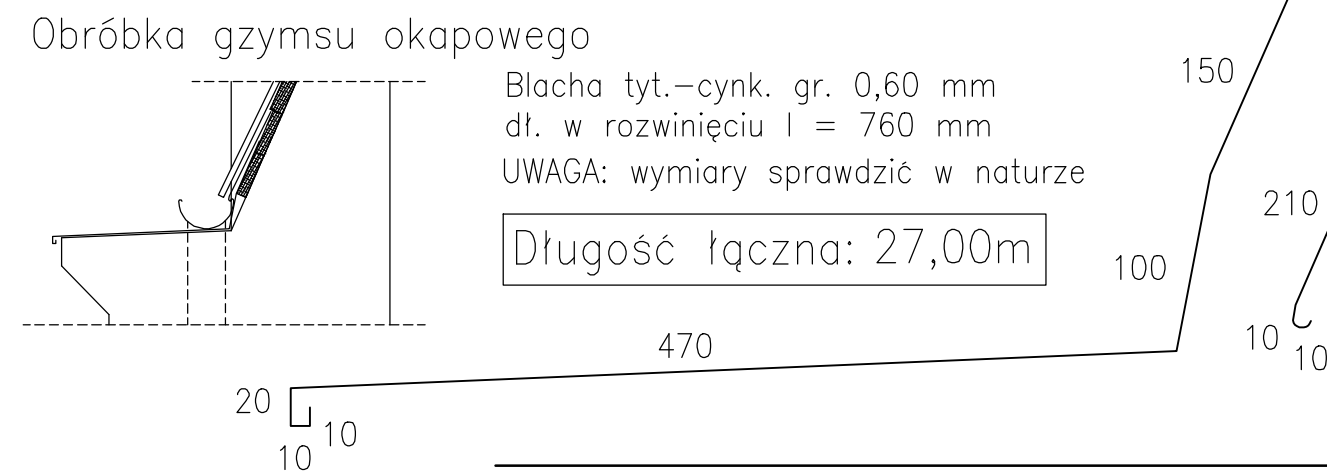 Obróbka gzymsu okapowego
Blacha tyt.-cynk. gr. 0,60 mm
dł. w rozwinięciu l = 760 mm
UWAGA: wymiary sprawdzić w naturze
Długość łączna: 27,00m
150
210
100
10
10
470
20
10
10